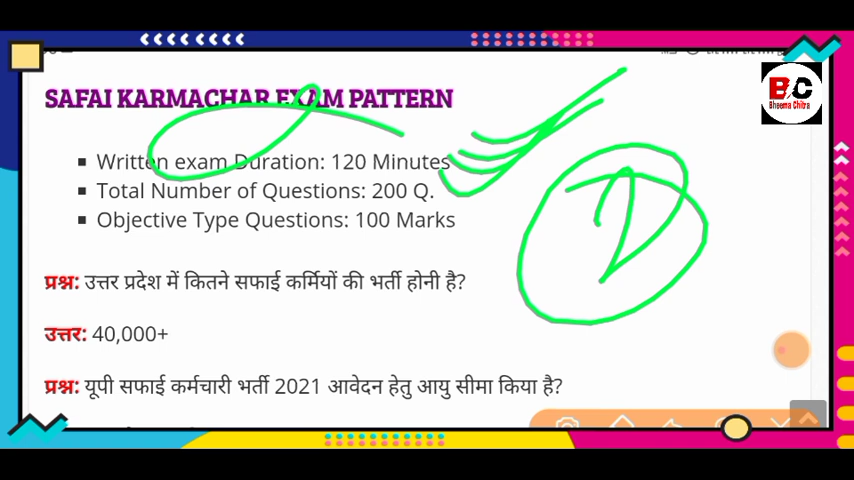 SAFAI KARMACHAR EXAM PATTERN
BC
Bheema Chitra
▪ Written exam Duration: 120 Minutes
▪ Total Number of Questions: 200 Q.
▪ Objective Type Questions: 100 Marks
प्रश्न: उत्तर प्रदेश में कितने सफाई कर्मियों की भर्ती होनी है?
उत्तर: 40,000+
प्रश्न: यूपी सफाई कर्मचारी भर्ती 2021 आवेदन हेतु आयु सीमा किया है?